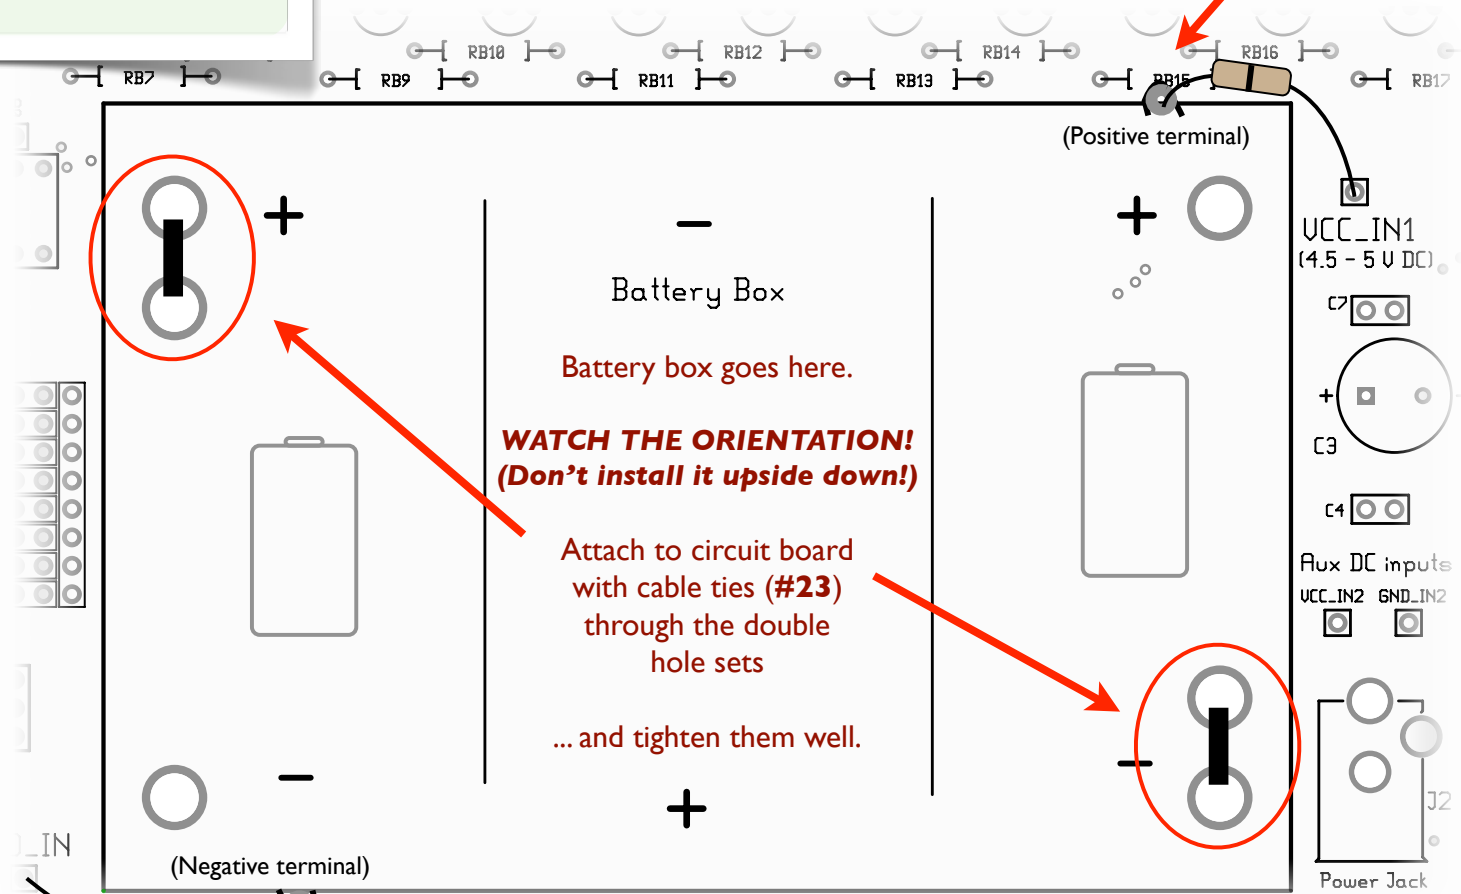 RB10
RB12
RB14
RB16
RB7
RB9
RB11
RB13
RB15
RB17
(Positive terminal)
+
−
+
VCC_IN1
(4.5 - 5 V DC)
Battery Box
C7
Battery box goes here.
+
WATCH THE ORIENTATION!
C3
(Don't install it upside down!)
C4
Attach to circuit board
Aux DC inputs
with cable ties (#23)
VCC_IN2 GND_IN2
through the double
hole sets
... and tighten them well.
−
−
+
J2
_IN
(Negative terminal)
Power Jack